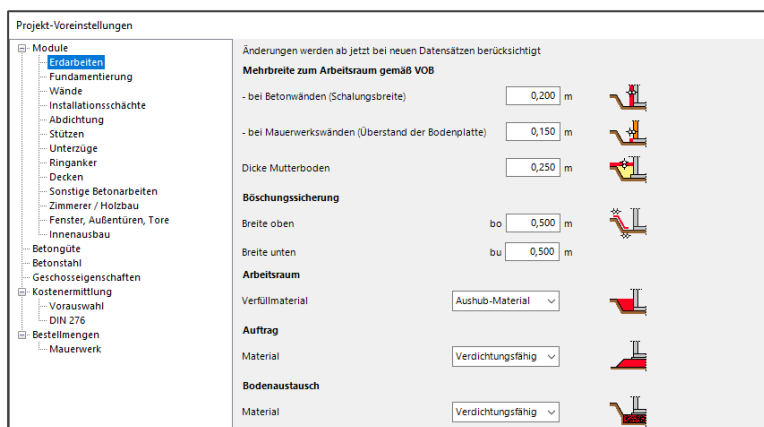 Projekt-Voreinstellungen
Module
Erdarbeiten
Fundamentierung
Wände
Installationsschächte
Abdichtung
Stützen
Unterzüge
Ringanker
Decken
Sonstige Betonarbeiten
Zimmerer / Holzbau
Fenster, Außentüren, Tore
Innenausbau
Betongüte
Betonstahl
Geschosseigenschaften
Kostenermittlung
Vorauswahl
DIN 276
Bestellmengen
Mauerwerk
Änderungen werden ab jetzt bei neuen Datensätzen berücksichtigt
Mehrbreite zum Arbeitsraum gemäß VOB
- bei Betonwänden (Schalungsbreite) 0,200 m
- bei Mauerwerkswänden (Überstand der Bodenplatte) 0,150 m
Dicke Mutterboden 0,250 m
Böschungssicherung
Breite oben bo 0,500 m
Breite unten bu 0,500 m
Arbeitsraum
Verfüllmaterial Aushub-Material
Auftrag
Material Verdichtungsfähig
Bodenaustausch
Material Verdichtungsfähig